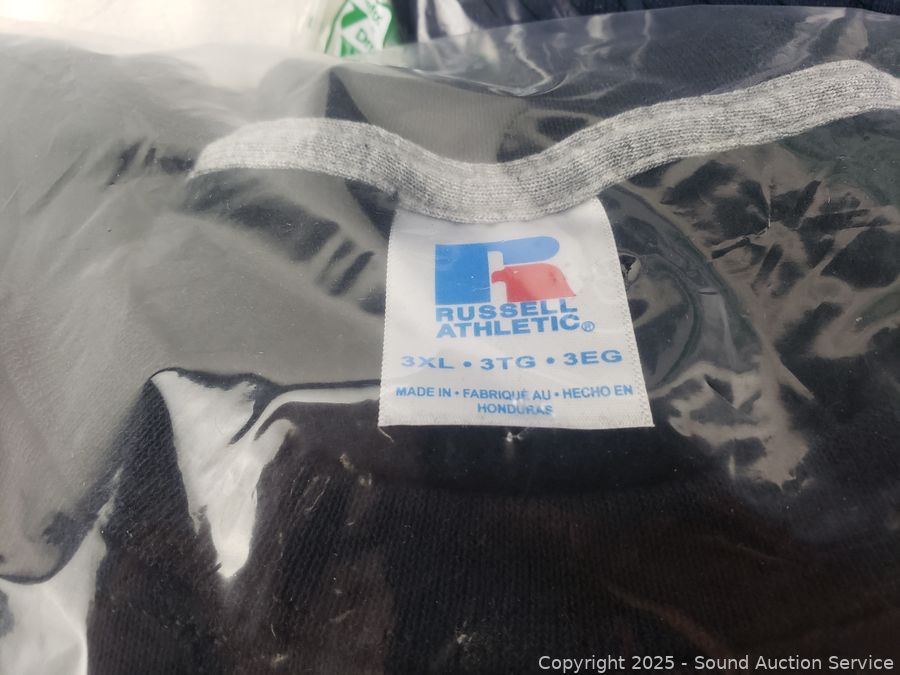 RUSSELL
ATHLETIC®
3XL • 3TG • 3EG
MADE IN • FABRIQUÉ AU • HECHO EN
HONDURAS
Copyright © 2025 - Sound Auction Service